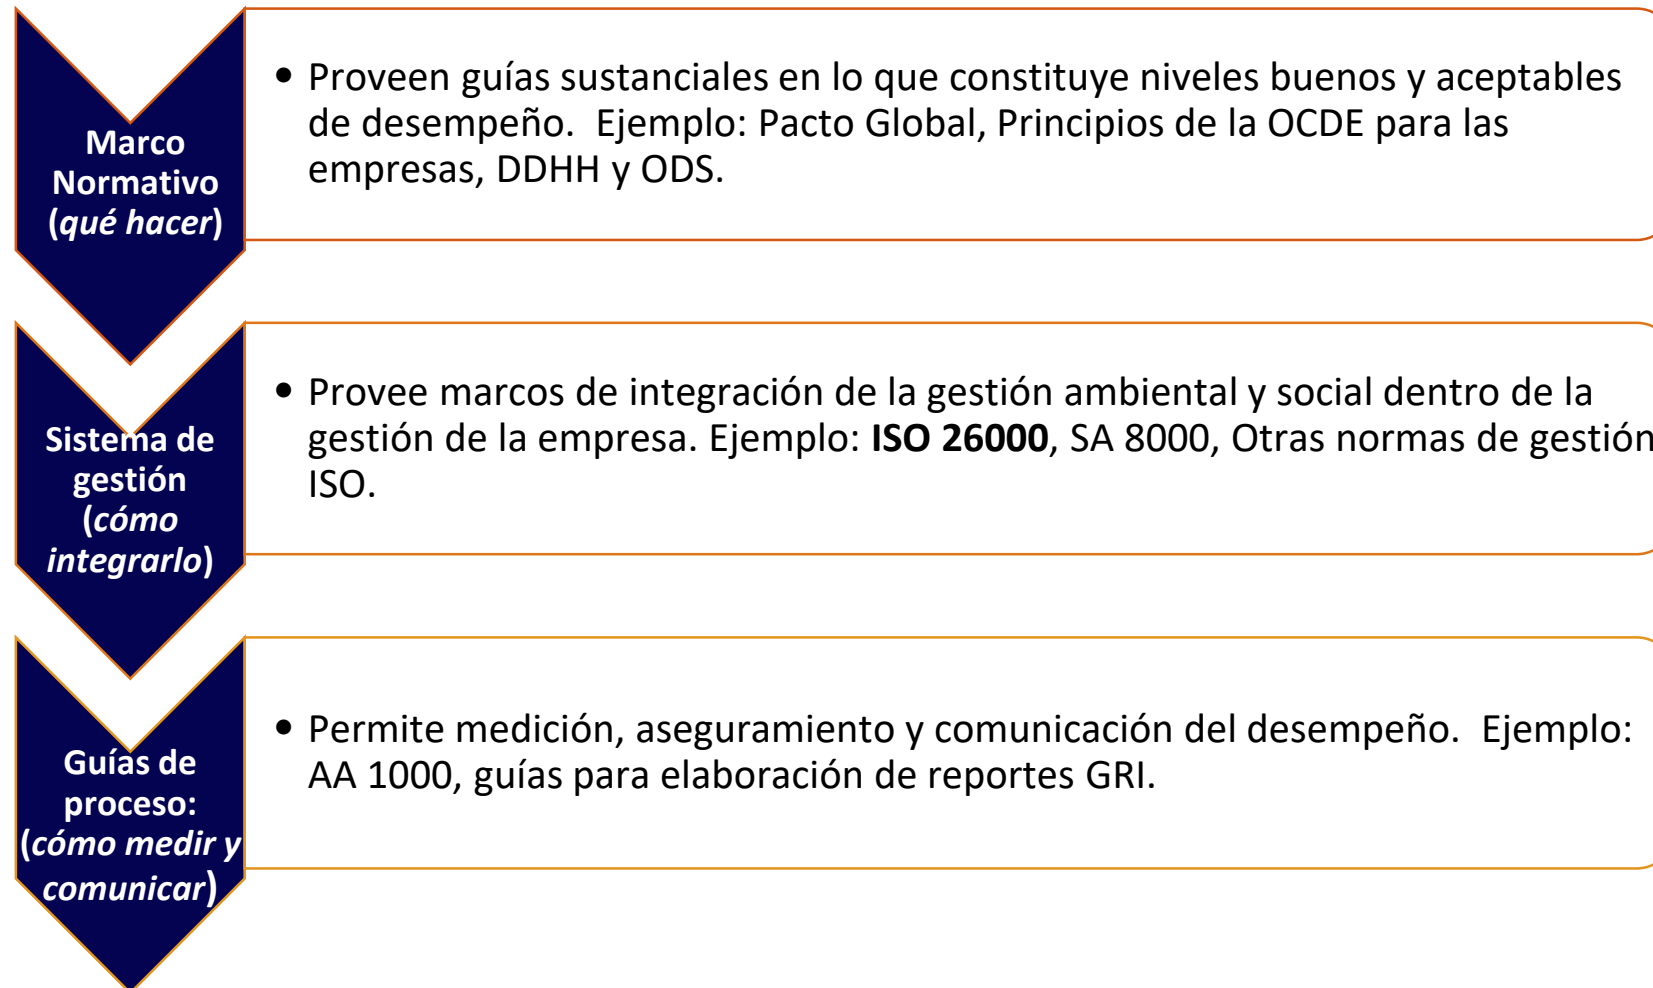 Marco
Normativo
(qué hacer)
• Proveen guías sustanciales en lo que constituye niveles buenos y aceptables
de desempeño.  Ejemplo: Pacto Global, Principios de la OCDE para las
empresas, DDHH y ODS.
Sistema de
gestión
(cómo
integrarlo)
• Provee marcos de integración de la gestión ambiental y social dentro de la
gestión de la empresa. Ejemplo: ISO 26000, SA 8000, Otras normas de gestión
ISO.
Guías de
proceso:
(cómo medir y
comunicar)
• Permite medición, aseguramiento y comunicación del desempeño.  Ejemplo:
AA 1000, guías para elaboración de reportes GRI.